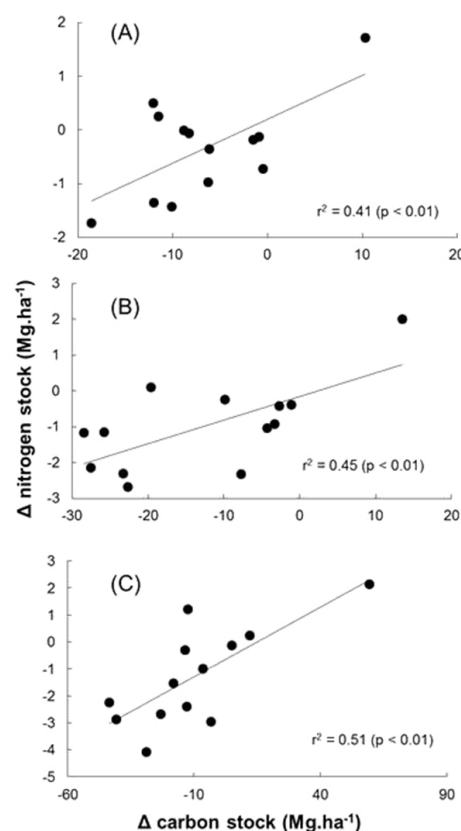 (A)
2
1
0
-1
-2
r² = 0.41 (p < 0.01)
-20 -10 0 10 20
(B)
3
2
1
0
-1
-2
-3
r² = 0.45 (p < 0.01)
-30 -20 -10 0 10 20
Δ nitrogen stock (Mg.ha⁻¹)
(C)
3
2
1
0
-1
-2
-3
-4
-5
r² = 0.51 (p < 0.01)
-60 -10 40 90
Δ carbon stock (Mg.ha⁻¹)